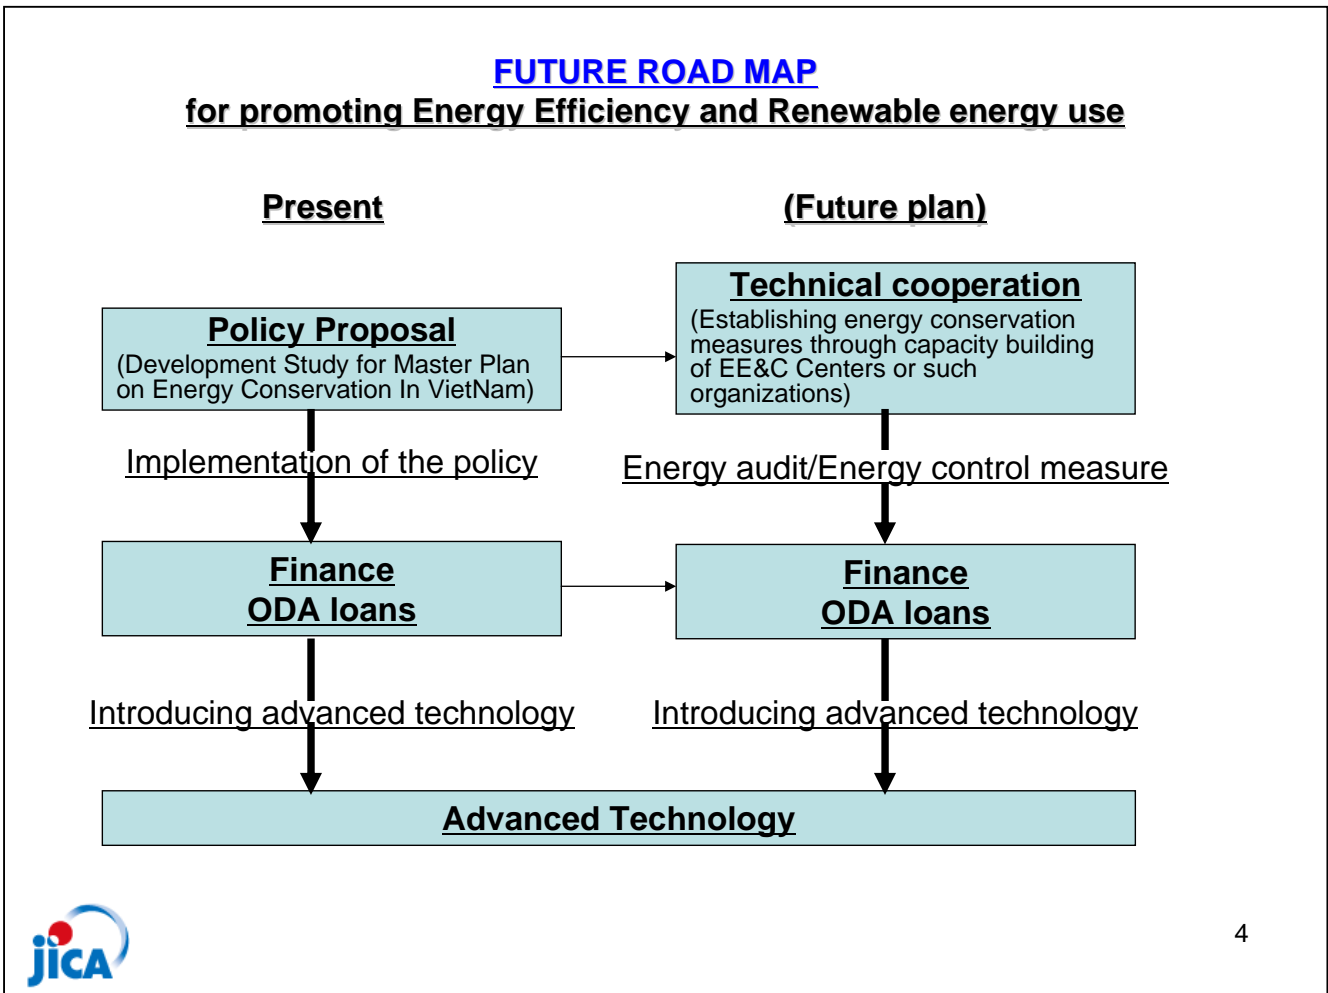 FUTURE ROAD MAP
for promoting Energy Efficiency and Renewable energy use
Present
(Future plan)
Policy Proposal
(Development Study for Master Plan
on Energy Conservation In VietNam)
Technical cooperation
(Establishing energy conservation
measures through capacity building
of EE&C Centers or such
organizations)
Implementation of the policy
Energy audit/Energy control measure
Finance
ODA loans
Finance
ODA loans
Introducing advanced technology
Introducing advanced technology
Advanced Technology
jICA
4